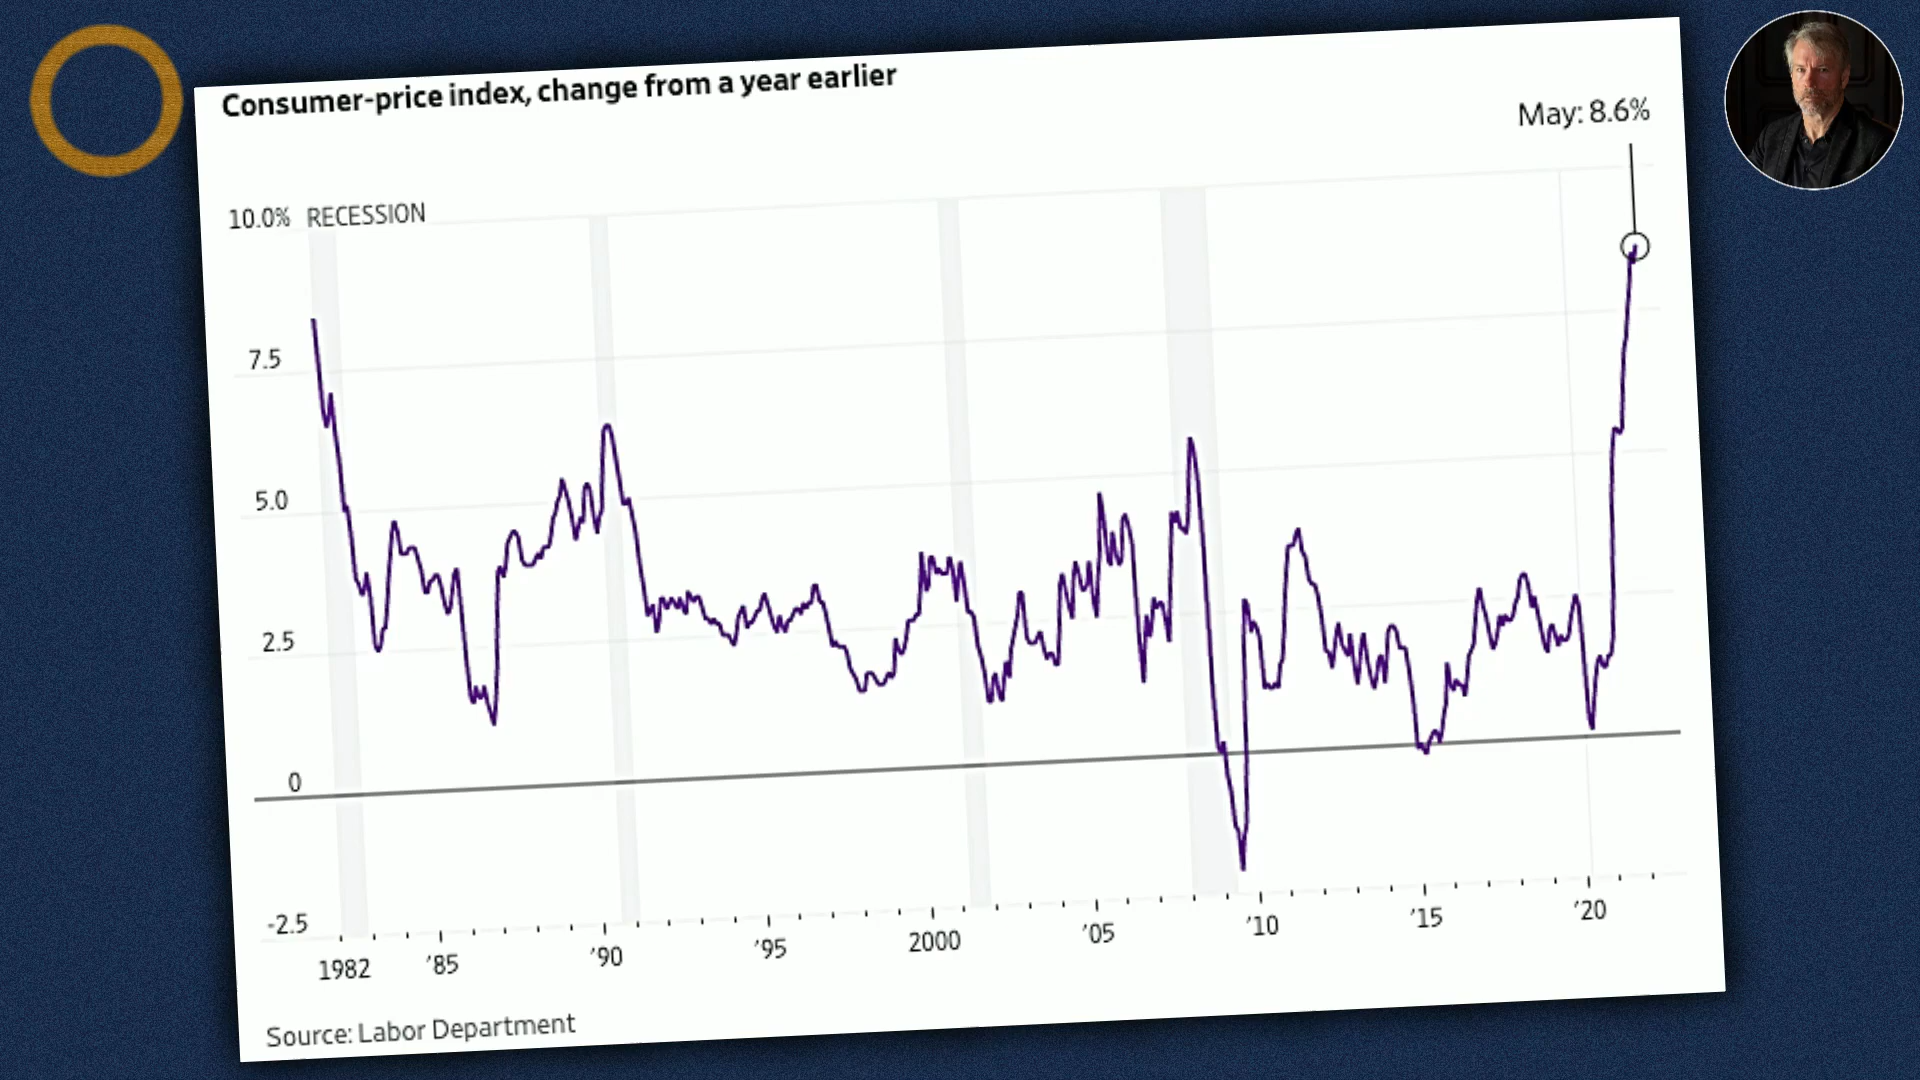 Consumer-price index, change from a year earlier
May: 8.6%
10.0% RECESSION
7.5
5.0
2.5
0
-2.5
1982 ’85 ’90 ’95 2000 ’05 ’10 ’15 ’20
Source: Labor Department